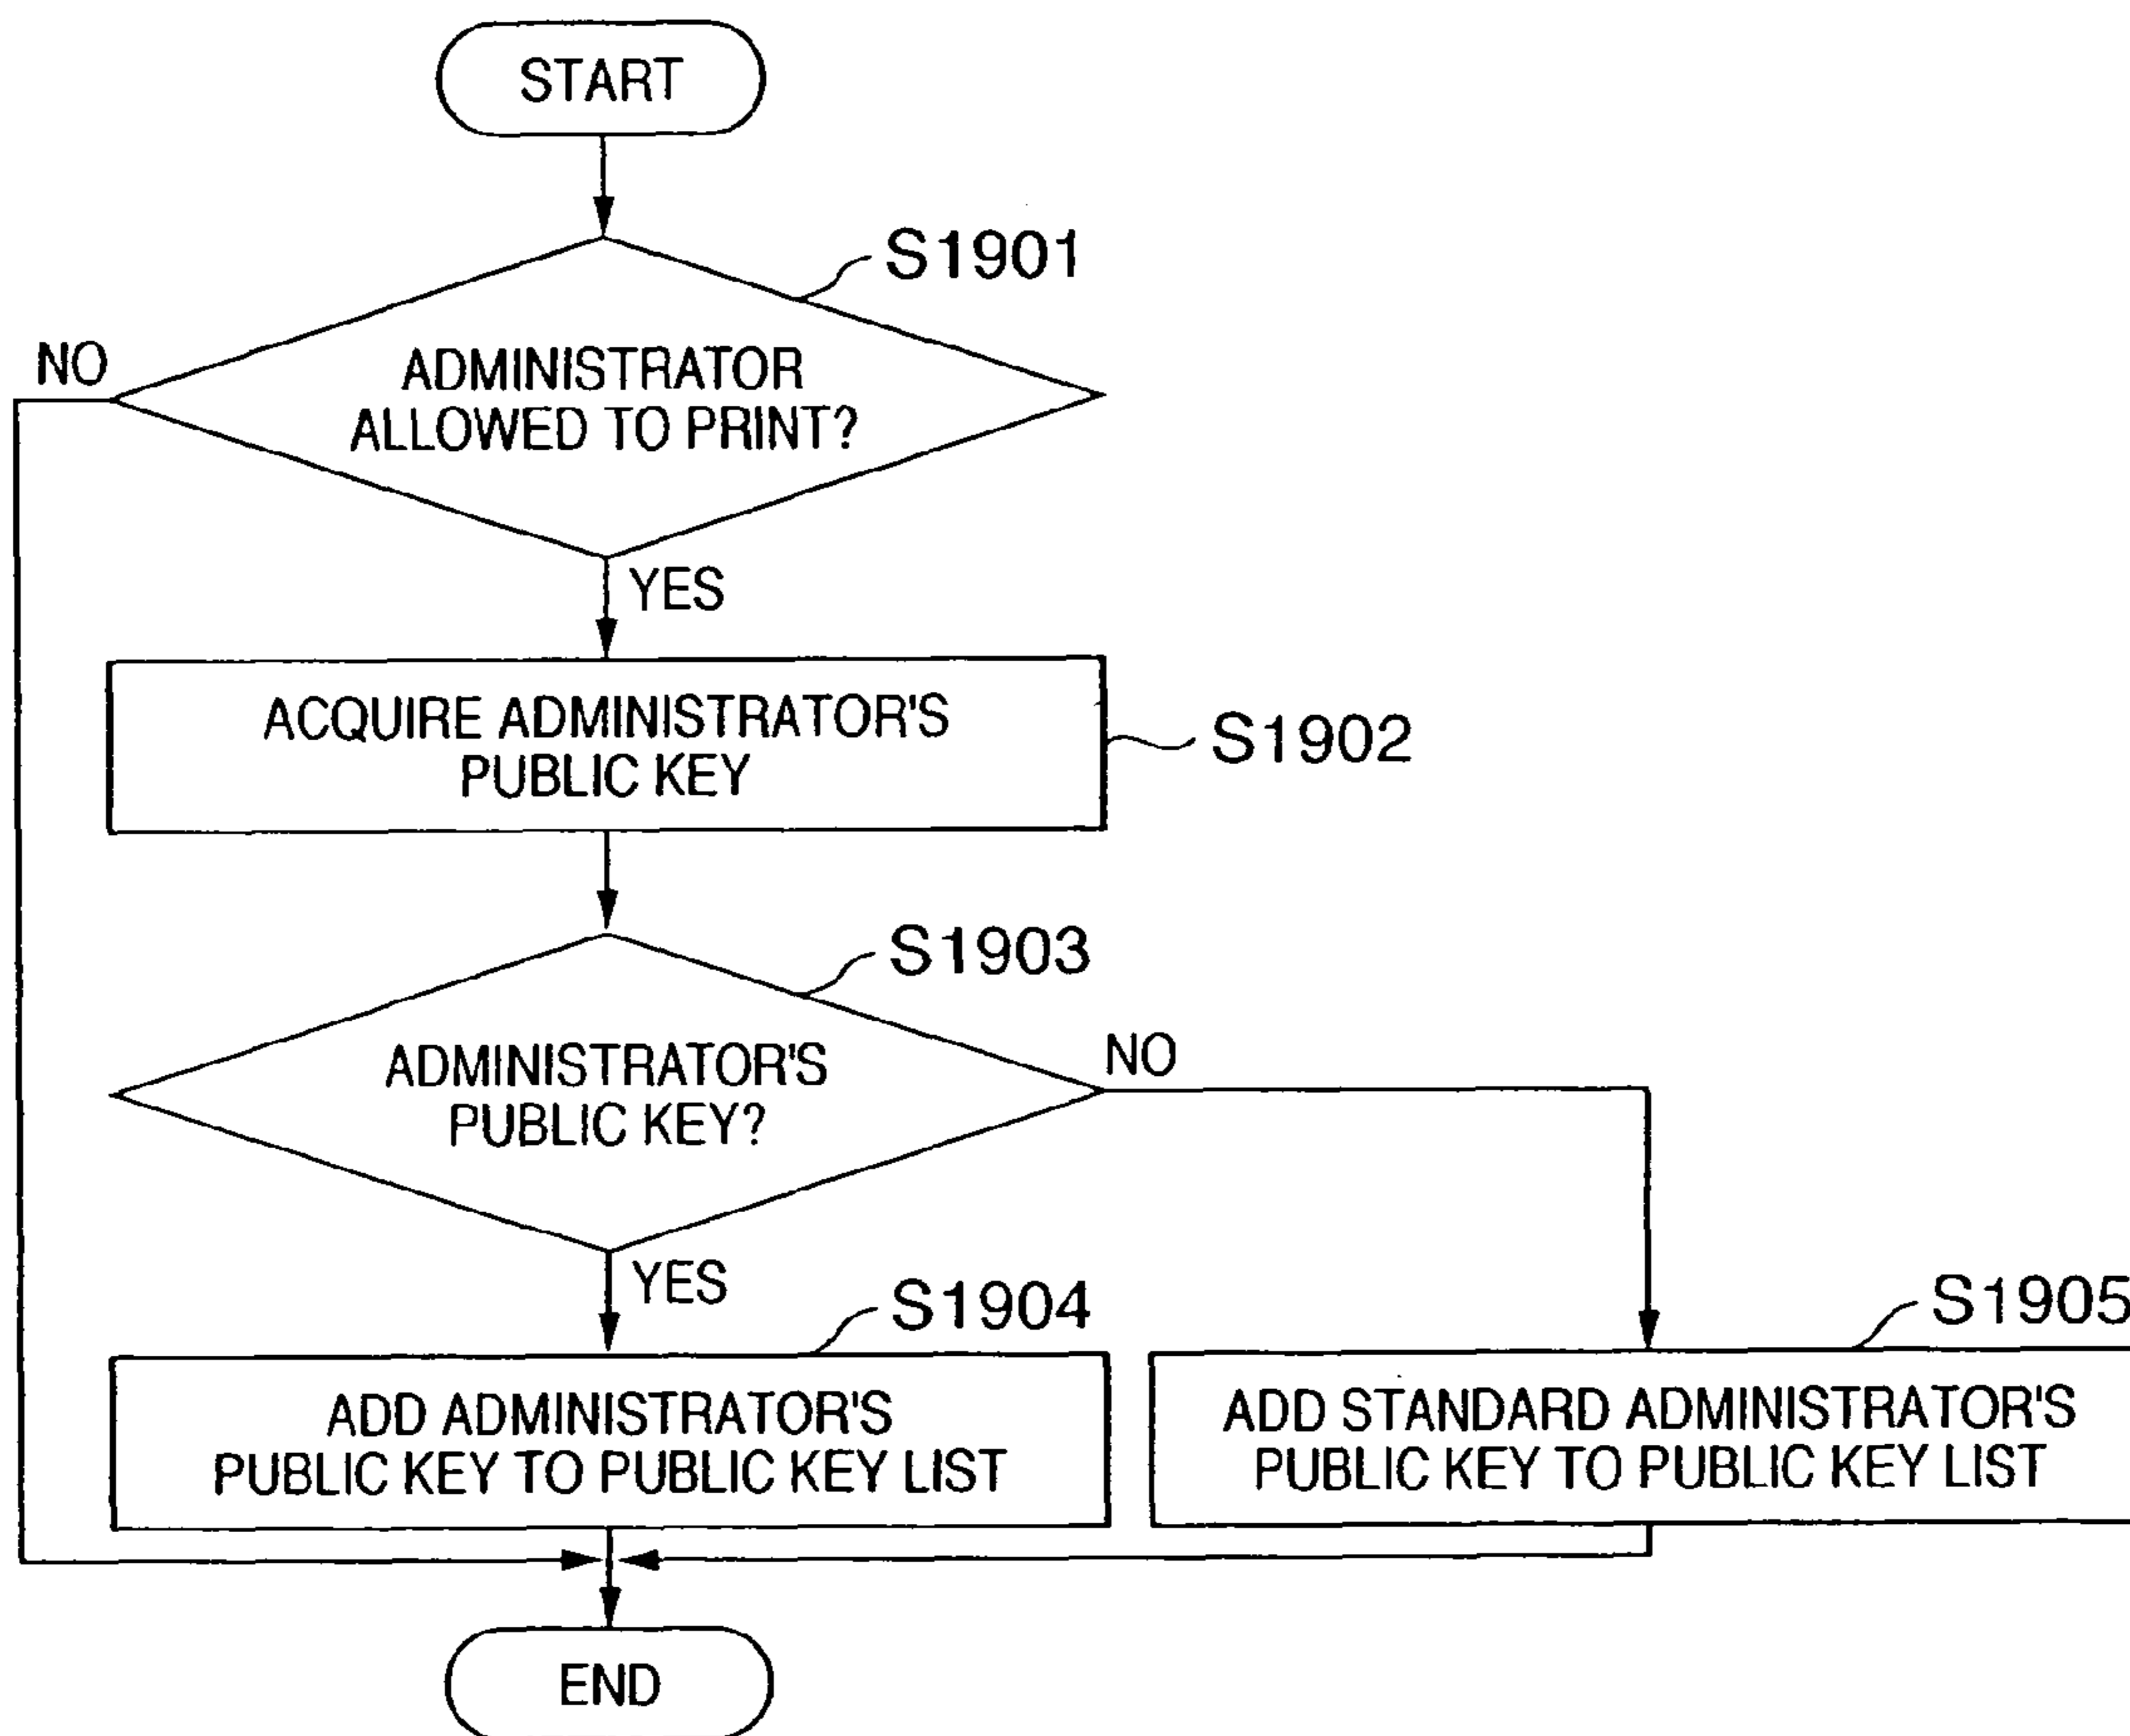 START
S1901
NO
ADMINISTRATOR
ALLOWED TO PRINT?
YES
ACQUIRE ADMINISTRATOR'S
PUBLIC KEY
S1902
S1903
ADMINISTRATOR'S
PUBLIC KEY?
NO
YES
S1904
S1905
ADD ADMINISTRATOR'S
PUBLIC KEY TO PUBLIC KEY LIST
ADD STANDARD ADMINISTRATOR'S
PUBLIC KEY TO PUBLIC KEY LIST
END